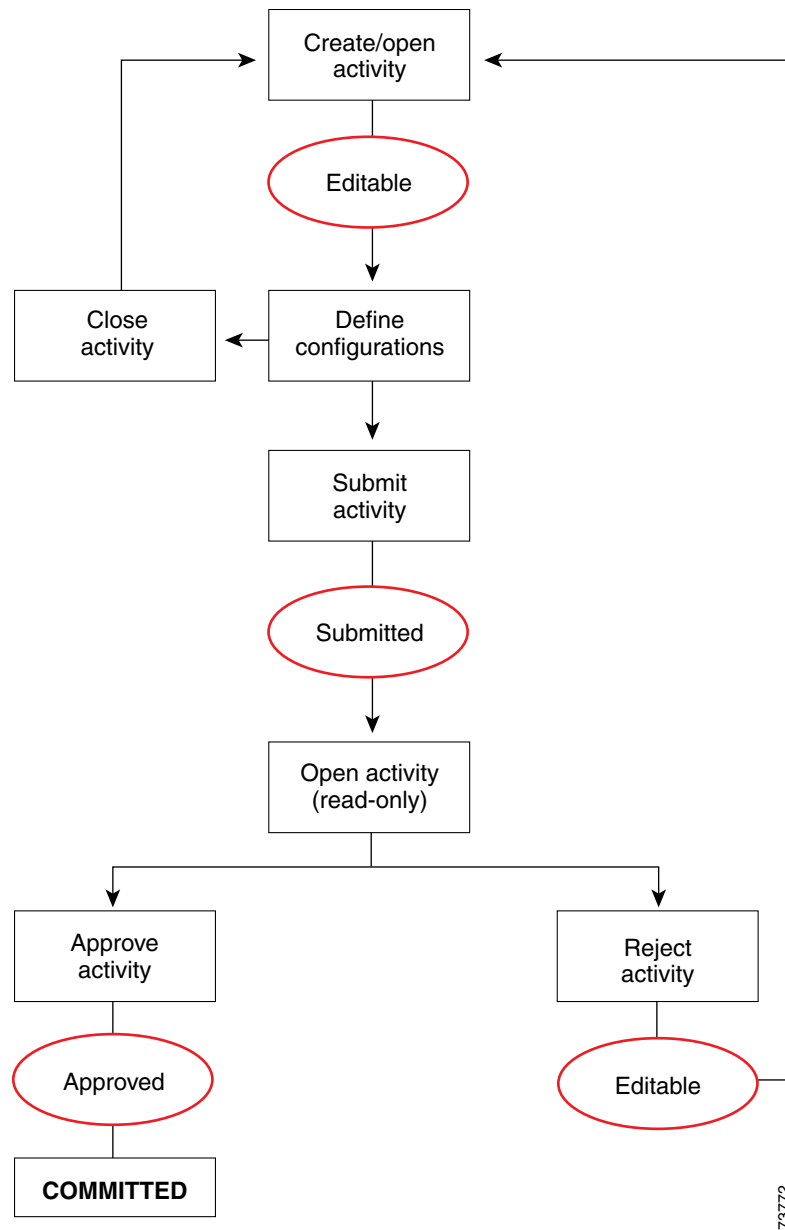 Create/open
activity
Editable
Close
activity
Define
configurations
Submit
activity
Submitted
Open activity
(read-only)
Approve
activity
Reject
activity
Approved
Editable
COMMITTED
73772